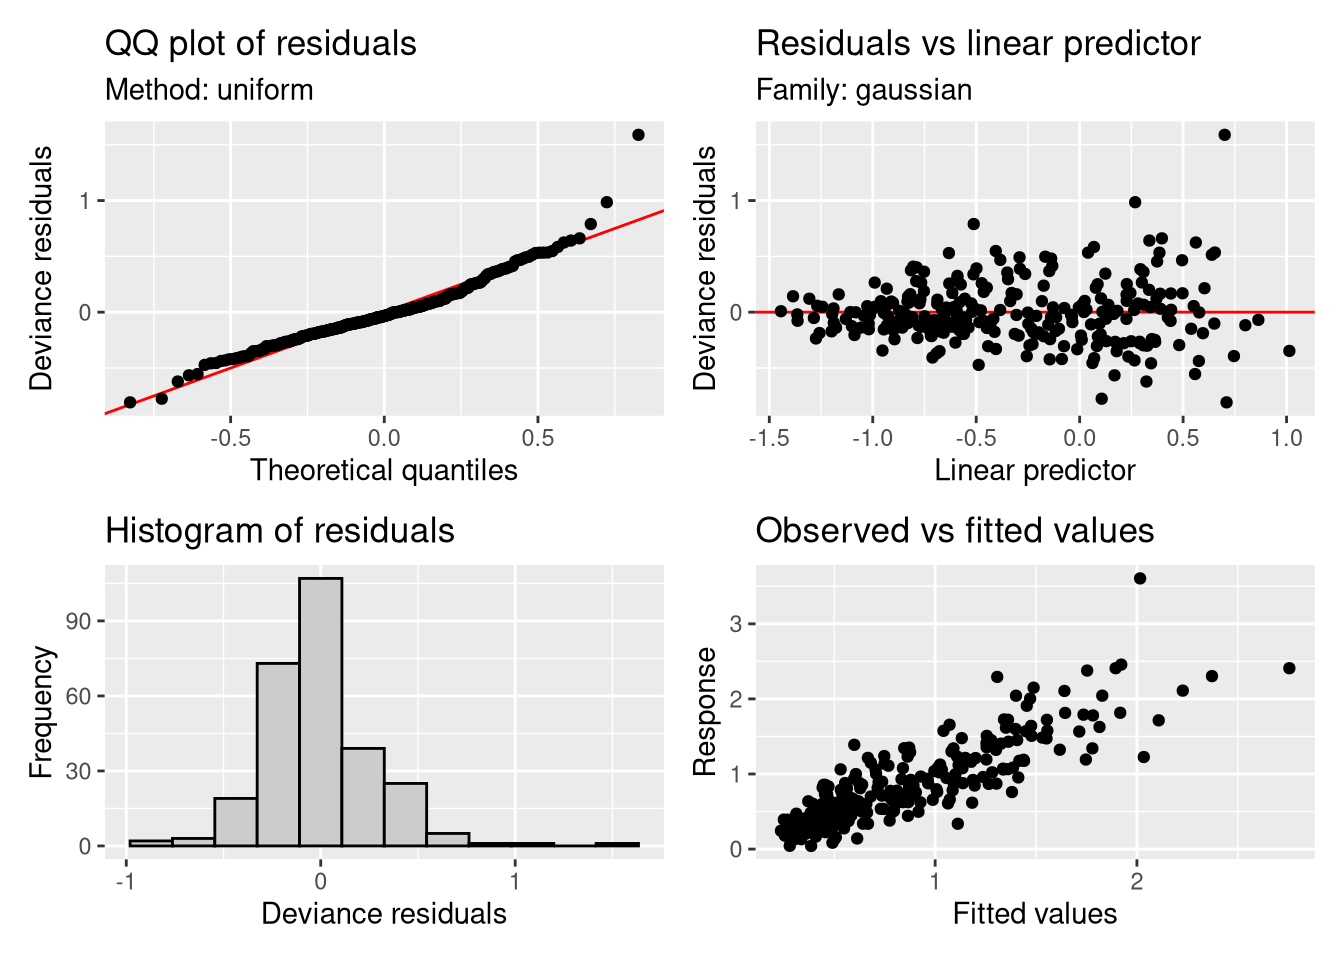 QQ plot of residuals
Method: uniform
Deviance residuals
1
0
-0.5
0.0
0.5
Theoretical quantiles
Residuals vs linear predictor
Family: gaussian
Deviance residuals
1
0
-1.5
-1.0
-0.5
0.0
0.5
1.0
Linear predictor
Histogram of residuals
Frequency
90
60
30
0
-1
0
1
Deviance residuals
Observed vs fitted values
Response
3
2
1
0
1
2
Fitted values